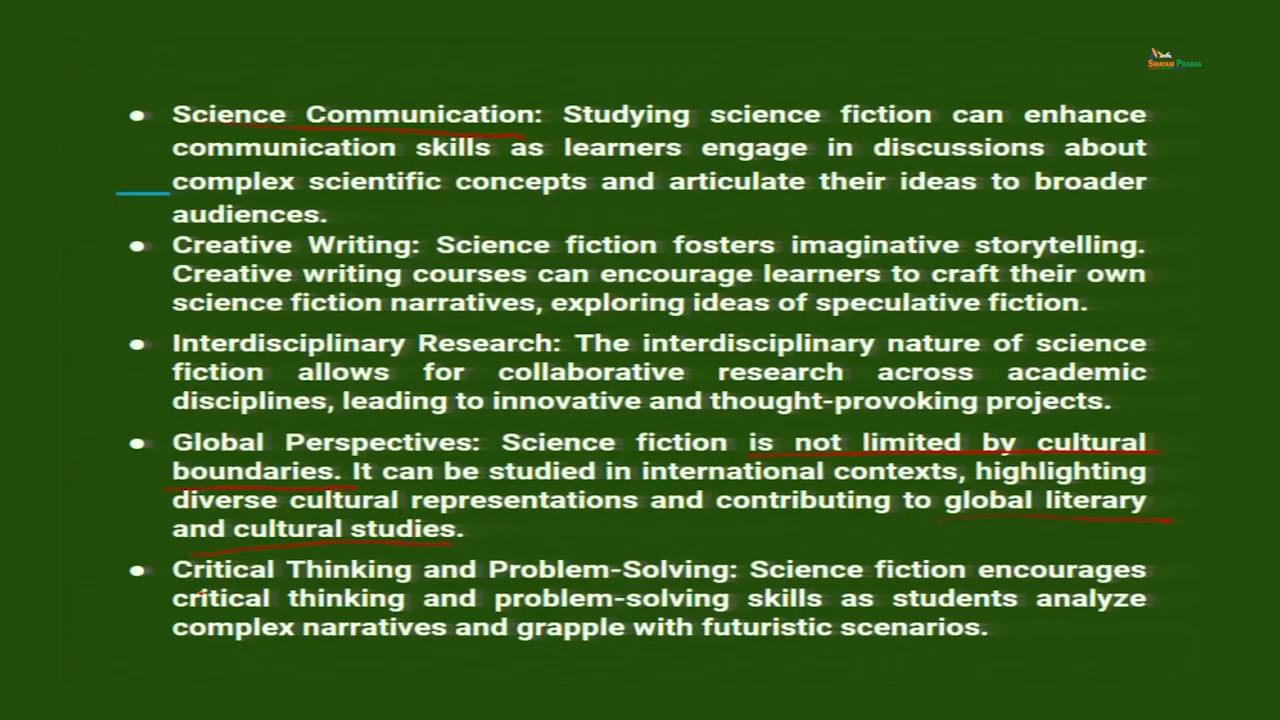 SWAYAM PRABHA
• Science Communication: Studying science fiction can enhance
communication skills as learners engage in discussions about
complex scientific concepts and articulate their ideas to broader
audiences.
• Creative Writing: Science fiction fosters imaginative storytelling.
Creative writing courses can encourage learners to craft their own
science fiction narratives, exploring ideas of speculative fiction.
• Interdisciplinary Research: The interdisciplinary nature of science
fiction allows for collaborative research across academic
disciplines, leading to innovative and thought-provoking projects.
• Global Perspectives: Science fiction is not limited by cultural
boundaries. It can be studied in international contexts, highlighting
diverse cultural representations and contributing to global literary
and cultural studies.
• Critical Thinking and Problem-Solving: Science fiction encourages
critical thinking and problem-solving skills as students analyze
complex narratives and grapple with futuristic scenarios.